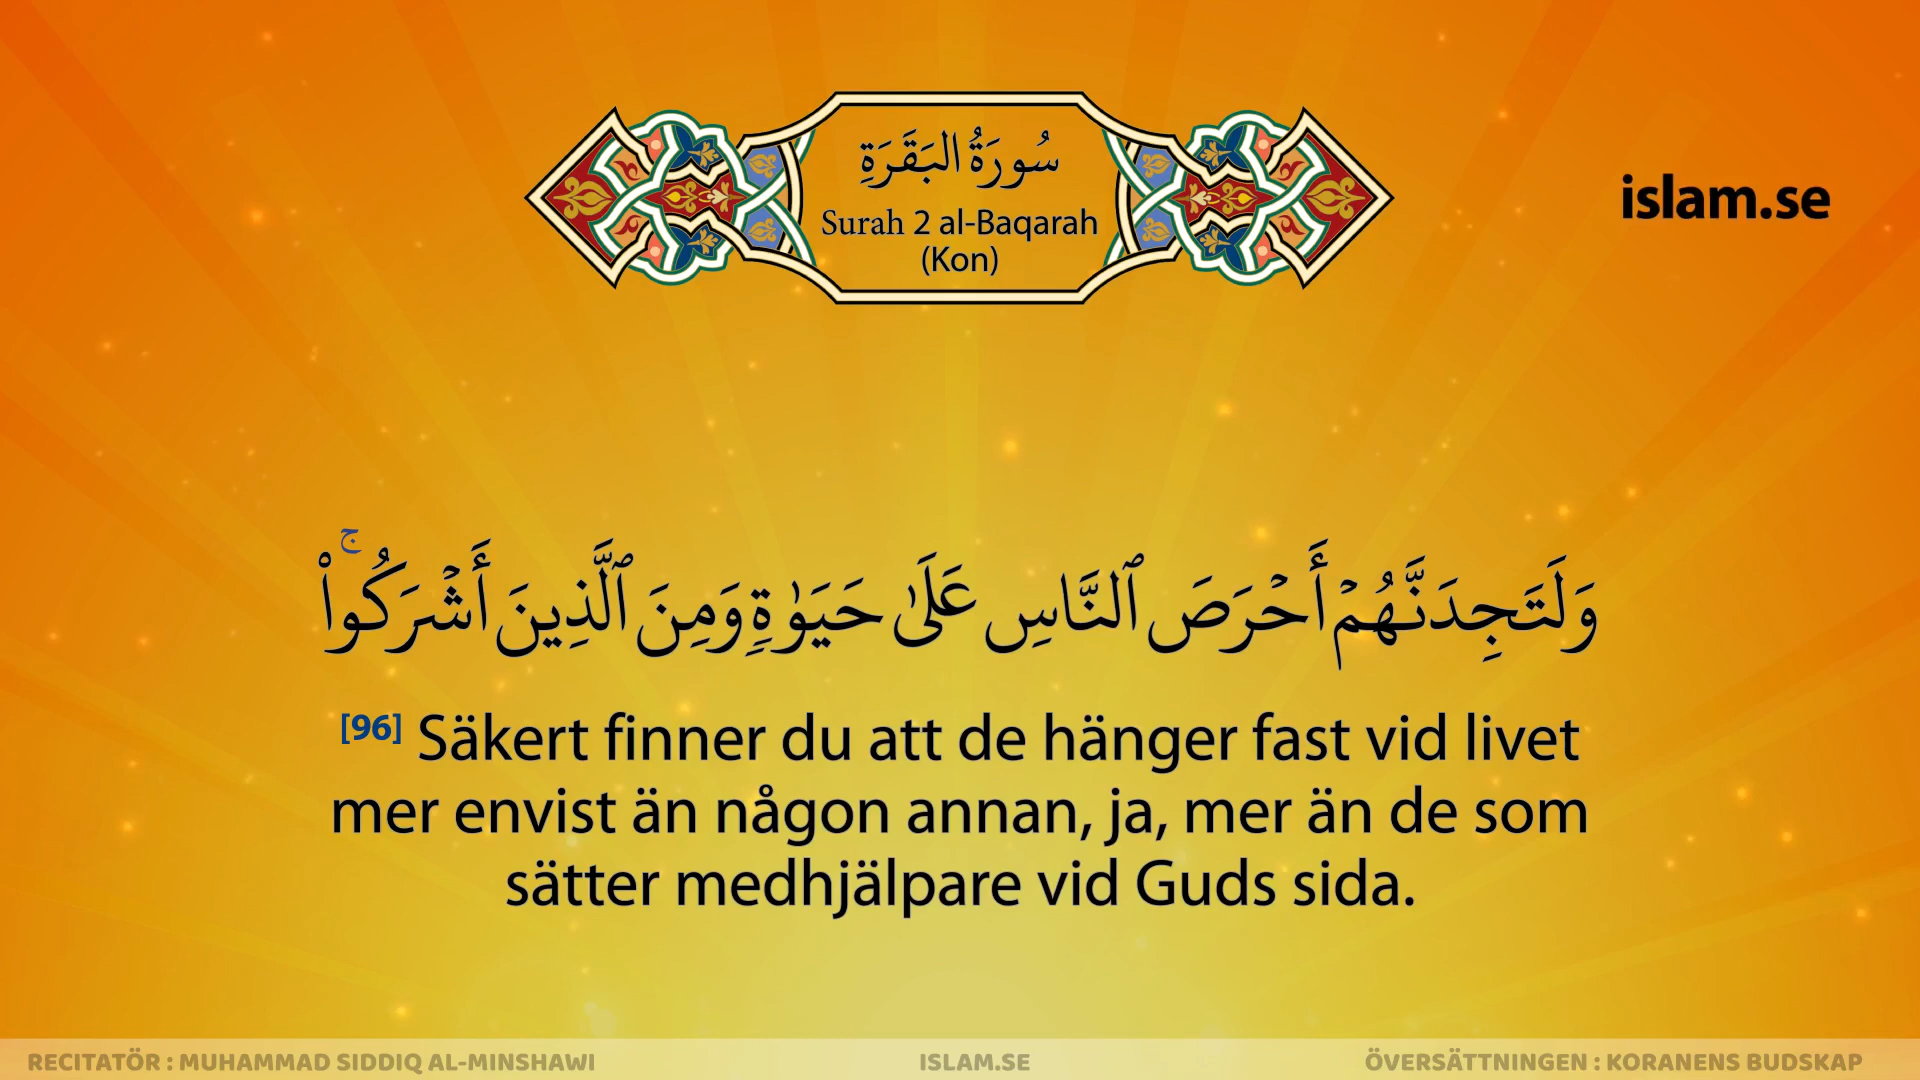 سُورَةُ البَقَرَةِ
Surah 2 al-Baqarah
(Kon)
islam.se
وَلَتَجِدَنَّهُمْ أَحْرَصَ ٱلنَّاسِ عَلَىٰ حَيَوٰةٍ وَمِنَ ٱلَّذِينَ أَشْرَكُوا۟ ۚ
[96] Säkert finner du att de hänger fast vid livet
mer envist än någon annan, ja, mer än de som
sätter medhjälpare vid Guds sida.
RECITATÖR : MUHAMMAD SIDDIQ AL-MINSHAWI
ISLAM.SE
ÖVERSÄTTNINGEN : KORANENS BUDSKAP